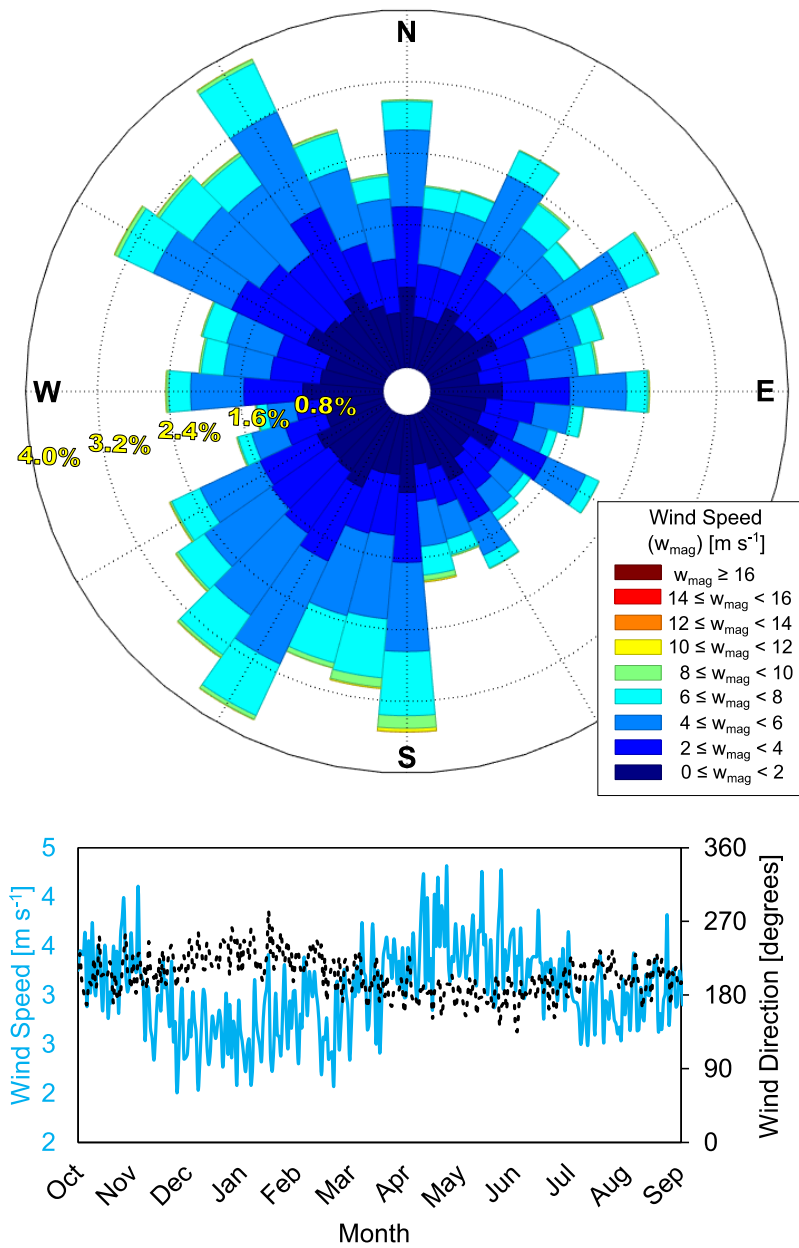 N
W
E
S
0.8%
1.6%
2.4%
3.2%
4.0%
Wind Speed
(wmag) [m s-1]
wmag ≥ 16
14 ≤ wmag < 16
12 ≤ wmag < 14
10 ≤ wmag < 12
8 ≤ wmag < 10
6 ≤ wmag < 8
4 ≤ wmag < 6
2 ≤ wmag < 4
0 ≤ wmag < 2
Wind Speed [m s-1]
5
4
4
3
3
2
2
360
270
180
90
0
Wind Direction [degrees]
Oct Nov Dec Jan Feb Mar Apr May Jun Jul Aug Sep
Month